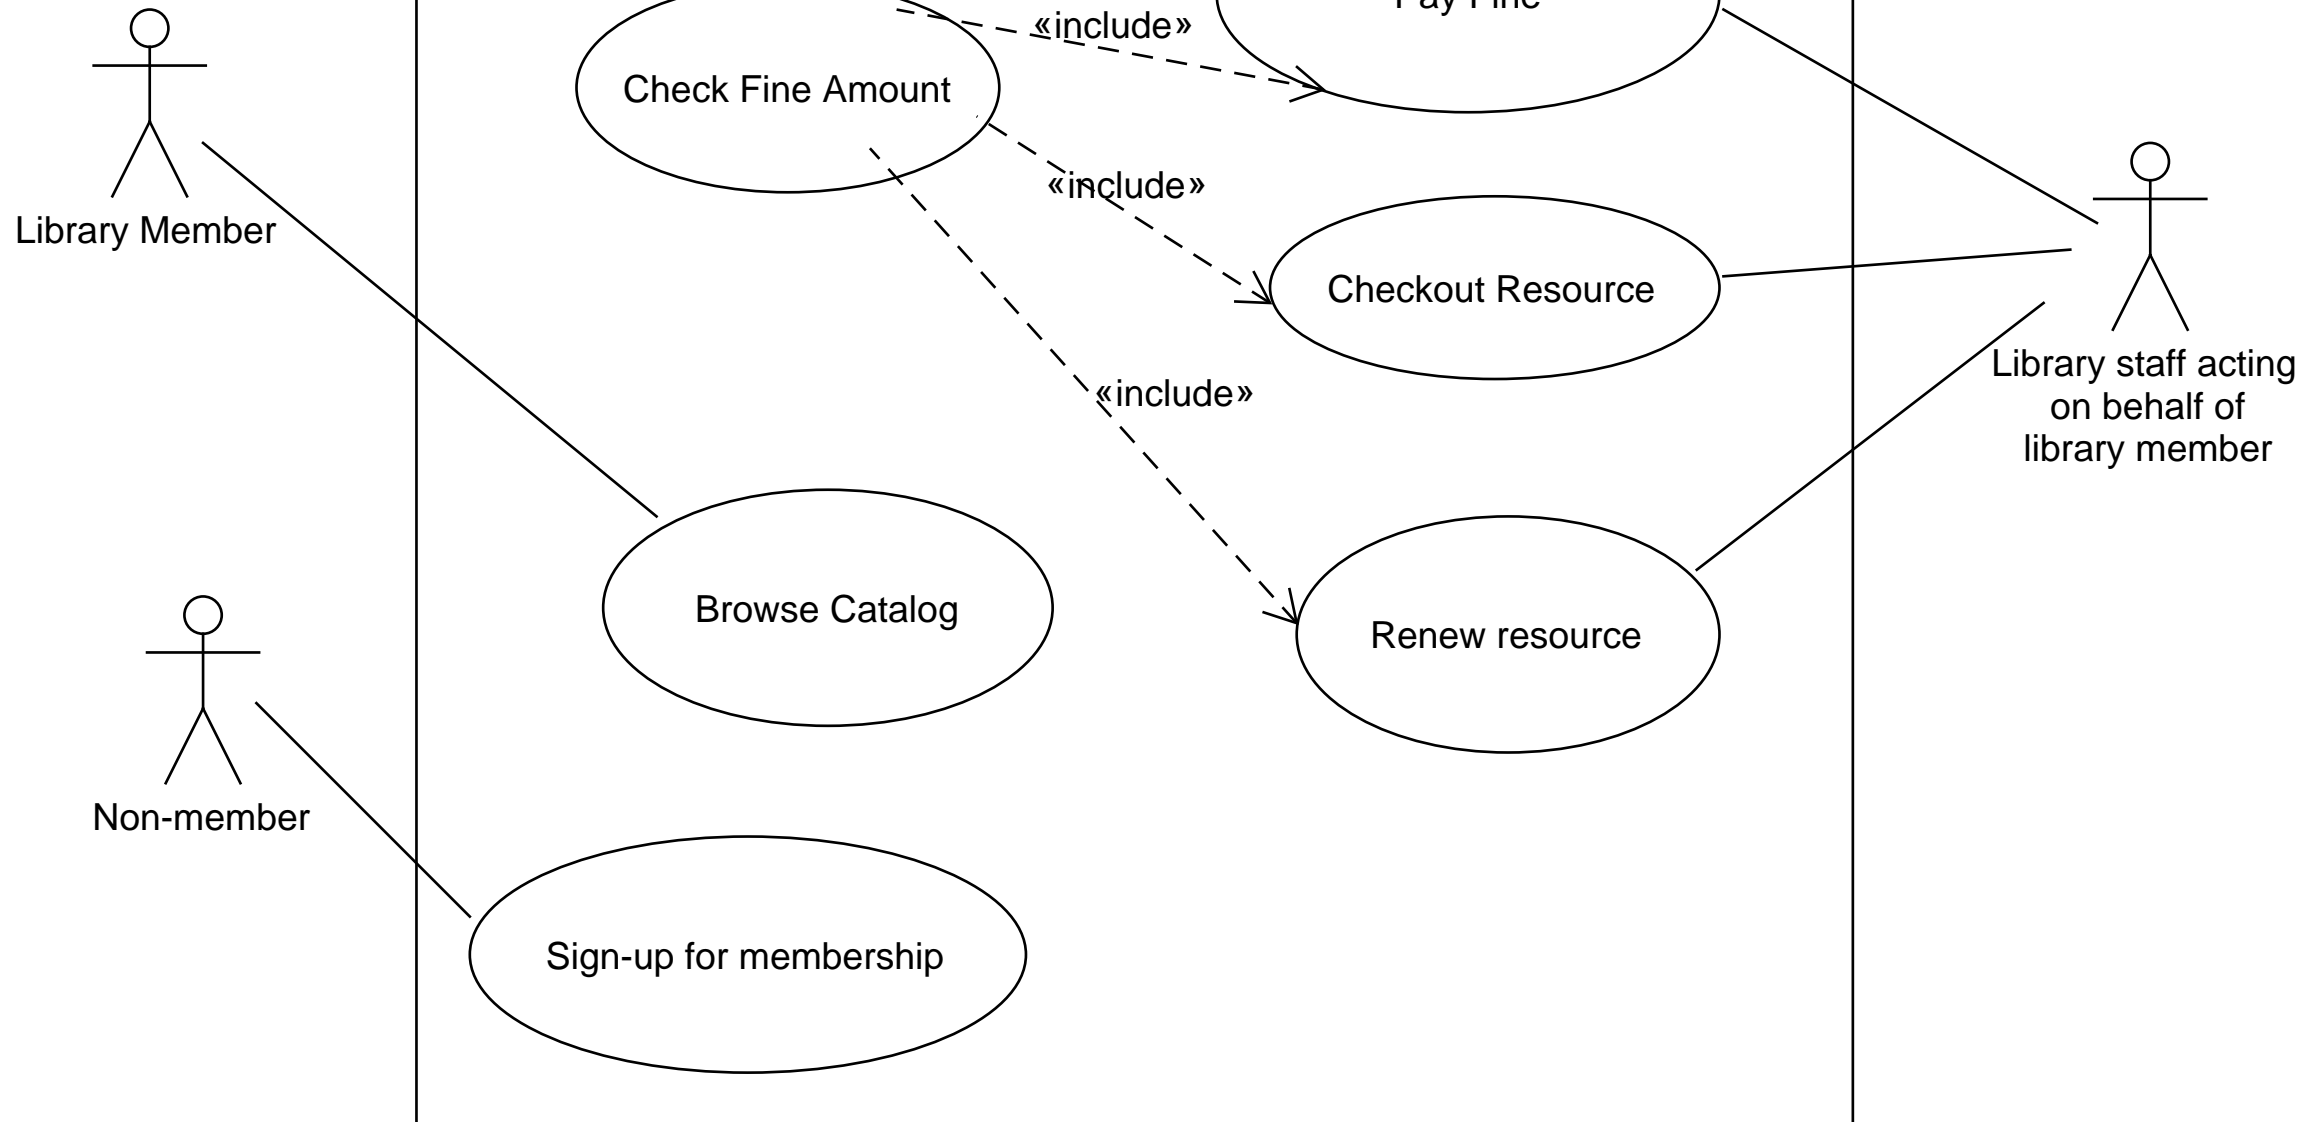 Pay Fine
«include»
Check Fine Amount
«include»
Library Member
Checkout Resource
Library staff acting
on behalf of
library member
«include»
Browse Catalog
Renew resource
Non-member
Sign-up for membership